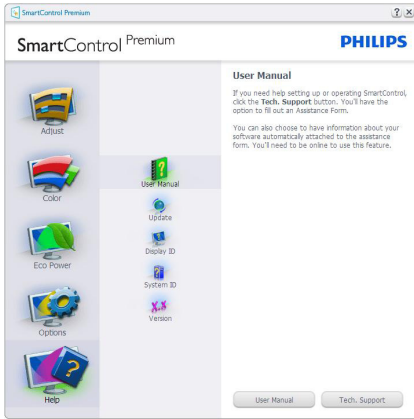 SmartControl Premium
SmartControl Premium
PHILIPS
Adjust
Color
Eco Power
Options
Help
User Manual
Update
Display ID
System ID
Version
User Manual
If you need help setting up or operating SmartControl,
click the Tech. Support button. You'll have the
option to fill out an Assistance Form.
You can also choose to have information about your
software automatically attached to the assistance
form. You'll need to be online to use this feature.
User Manual
Tech. Support